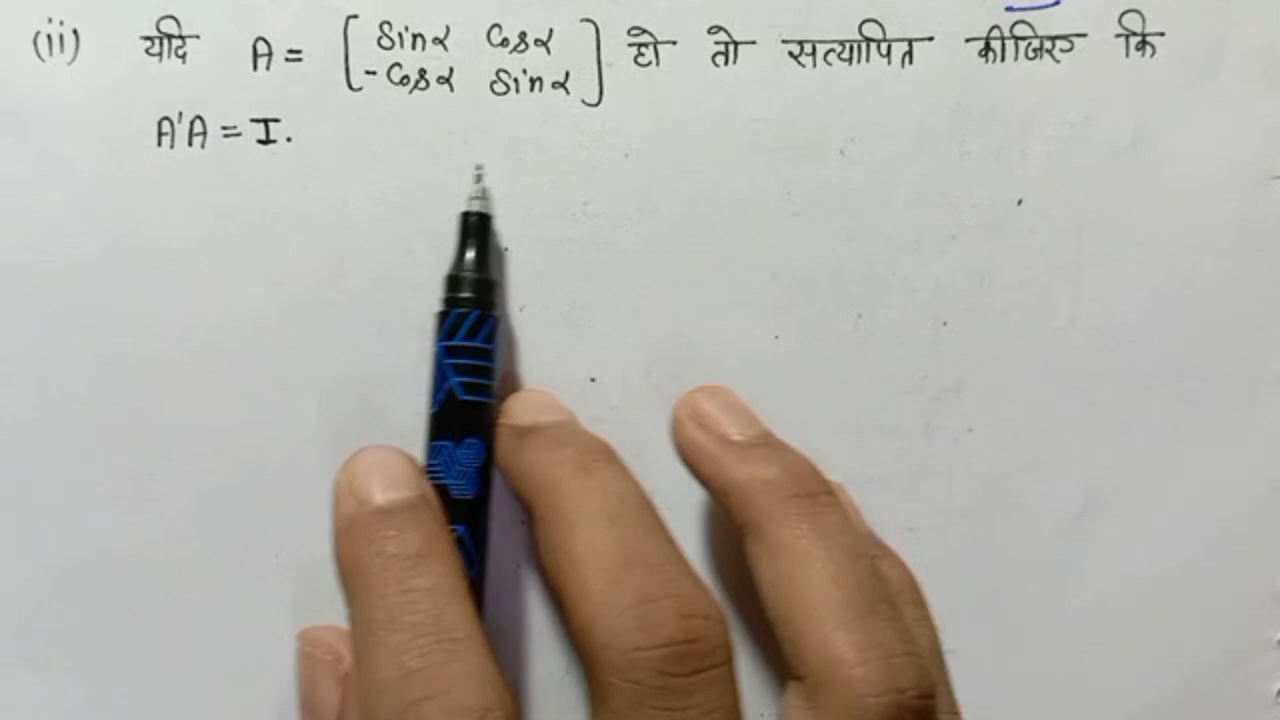 (ii) यदि A = [ Sinα Cosα
-Cosα Sinα ] हो तो सत्यापित कीजिए कि
A'A = I.